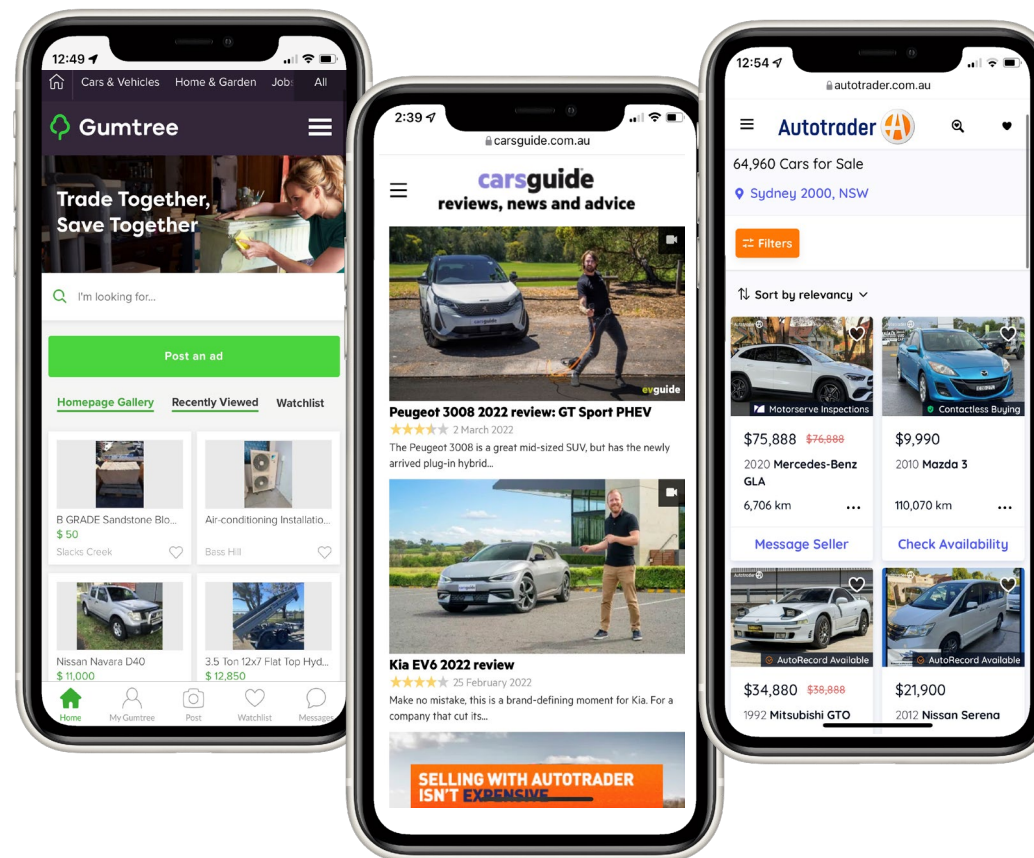 12:49
Cars & Vehicles Home & Garden Job: All
Gumtree
Trade Together,
Save Together
I'm looking for...
Post an ad
Homepage Gallery Recently Viewed Watchlist
B GRADE Sandstone Blo...
$ 50
Slacks Creek
Air-conditioning Installatio...
Bass Hill
Nissan Navara D40
$ 11,000
3.5 Ton 12x7 Flat Top Hyd...
$ 12,850
Home My Gumtree Post Watchlist Messages
2:39
carsguide.com.au
carsguide
reviews, news and advice
carsguide
evguide
Peugeot 3008 2022 review: GT Sport PHEV
2 March 2022
The Peugeot 3008 is a great mid-sized SUV, but has the newly
arrived plug-in hybrid...
Kia EV6 2022 review
25 February 2022
Make no mistake, this is a brand-defining moment for Kia. For a
company that cut its...
SELLING WITH AUTOTRADER
ISN'T EXPENSIVE
12:54
autotrader.com.au
Autotrader
64,960 Cars for Sale
Sydney 2000, NSW
Filters
Sort by relevancy
Motorserve Inspections
$75,888 $76,888
2020 Mercedes-Benz
GLA
6,706 km ...
Message Seller
Contactless Buying
$9,990
2010 Mazda 3
110,070 km ...
Check Availability
AutoRecord Available
$34,880 $38,888
1992 Mitsubishi GTO
AutoRecord Available
$21,900
2012 Nissan Serena